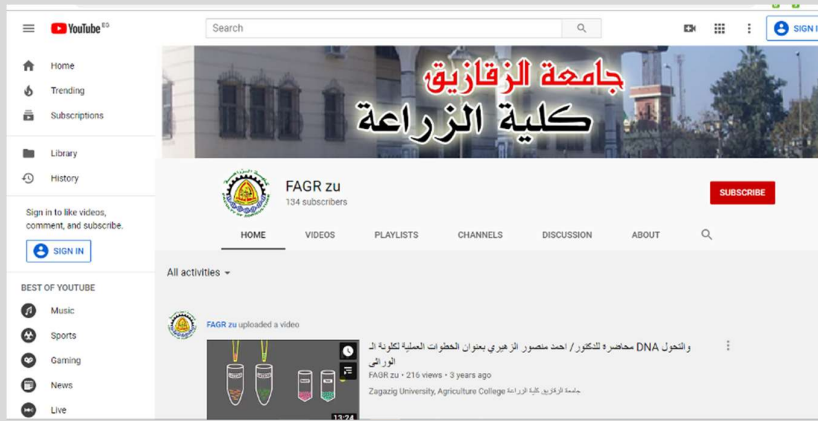 YouTube EG
Search
SIGN I
Home
Trending
Subscriptions
Library
History
Sign in to like videos,
comment, and subscribe.
SIGN IN
BEST OF YOUTUBE
Music
Sports
Gaming
News
Live
جامعة الزقازيق
كلية الزراعة
FAGR zu
134 subscribers
SUBSCRIBE
HOME VIDEOS PLAYLISTS CHANNELS DISCUSSION ABOUT
All activities
FAGR zu uploaded a video
13:24
والتحول DNA محاضرة للدكتور/ احمد منصور الزهيري بعنوان الخطوات العملية لكلونة الـ
الوراثى
FAGR zu • 216 views • 3 years ago
Zagazig University, Agriculture College جامعة الزقازيق كلية الزراعة